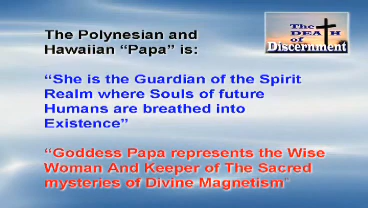 The Polynesian and
Hawaiian “Papa” is:
“She is the Guardian of the Spirit
Realm where Souls of future
Humans are breathed into
Existence”
“Goddess Papa represents the Wise
Woman And Keeper of The Sacred
mysteries of Divine Magnetism”
The
DEATH
of
Discernment